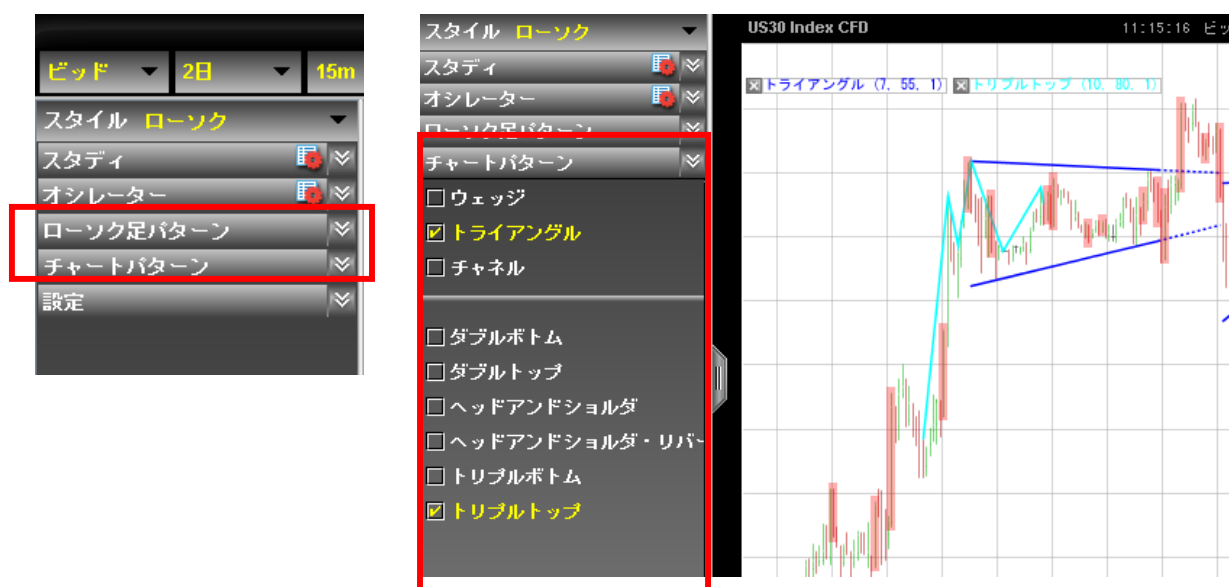 ビッド 2日 15m
スタイル ローソク
スタディ
オシレーター
ローソク足パターン
チャートパターン
設定
スタイル ローソク
スタディ
オシレーター
ローソク足パターン
チャートパターン
ウェッジ
トライアングル
チャネル
ダブルボトム
ダブルトップ
ヘッドアンドショルダ
ヘッドアンドショルダ・リバー
トリプルボトム
トリプルトップ
US30 Index CFD 11:15:16 ビッ
トライアングル (7, 55, 1) トリプルトップ (10, 80, 1)